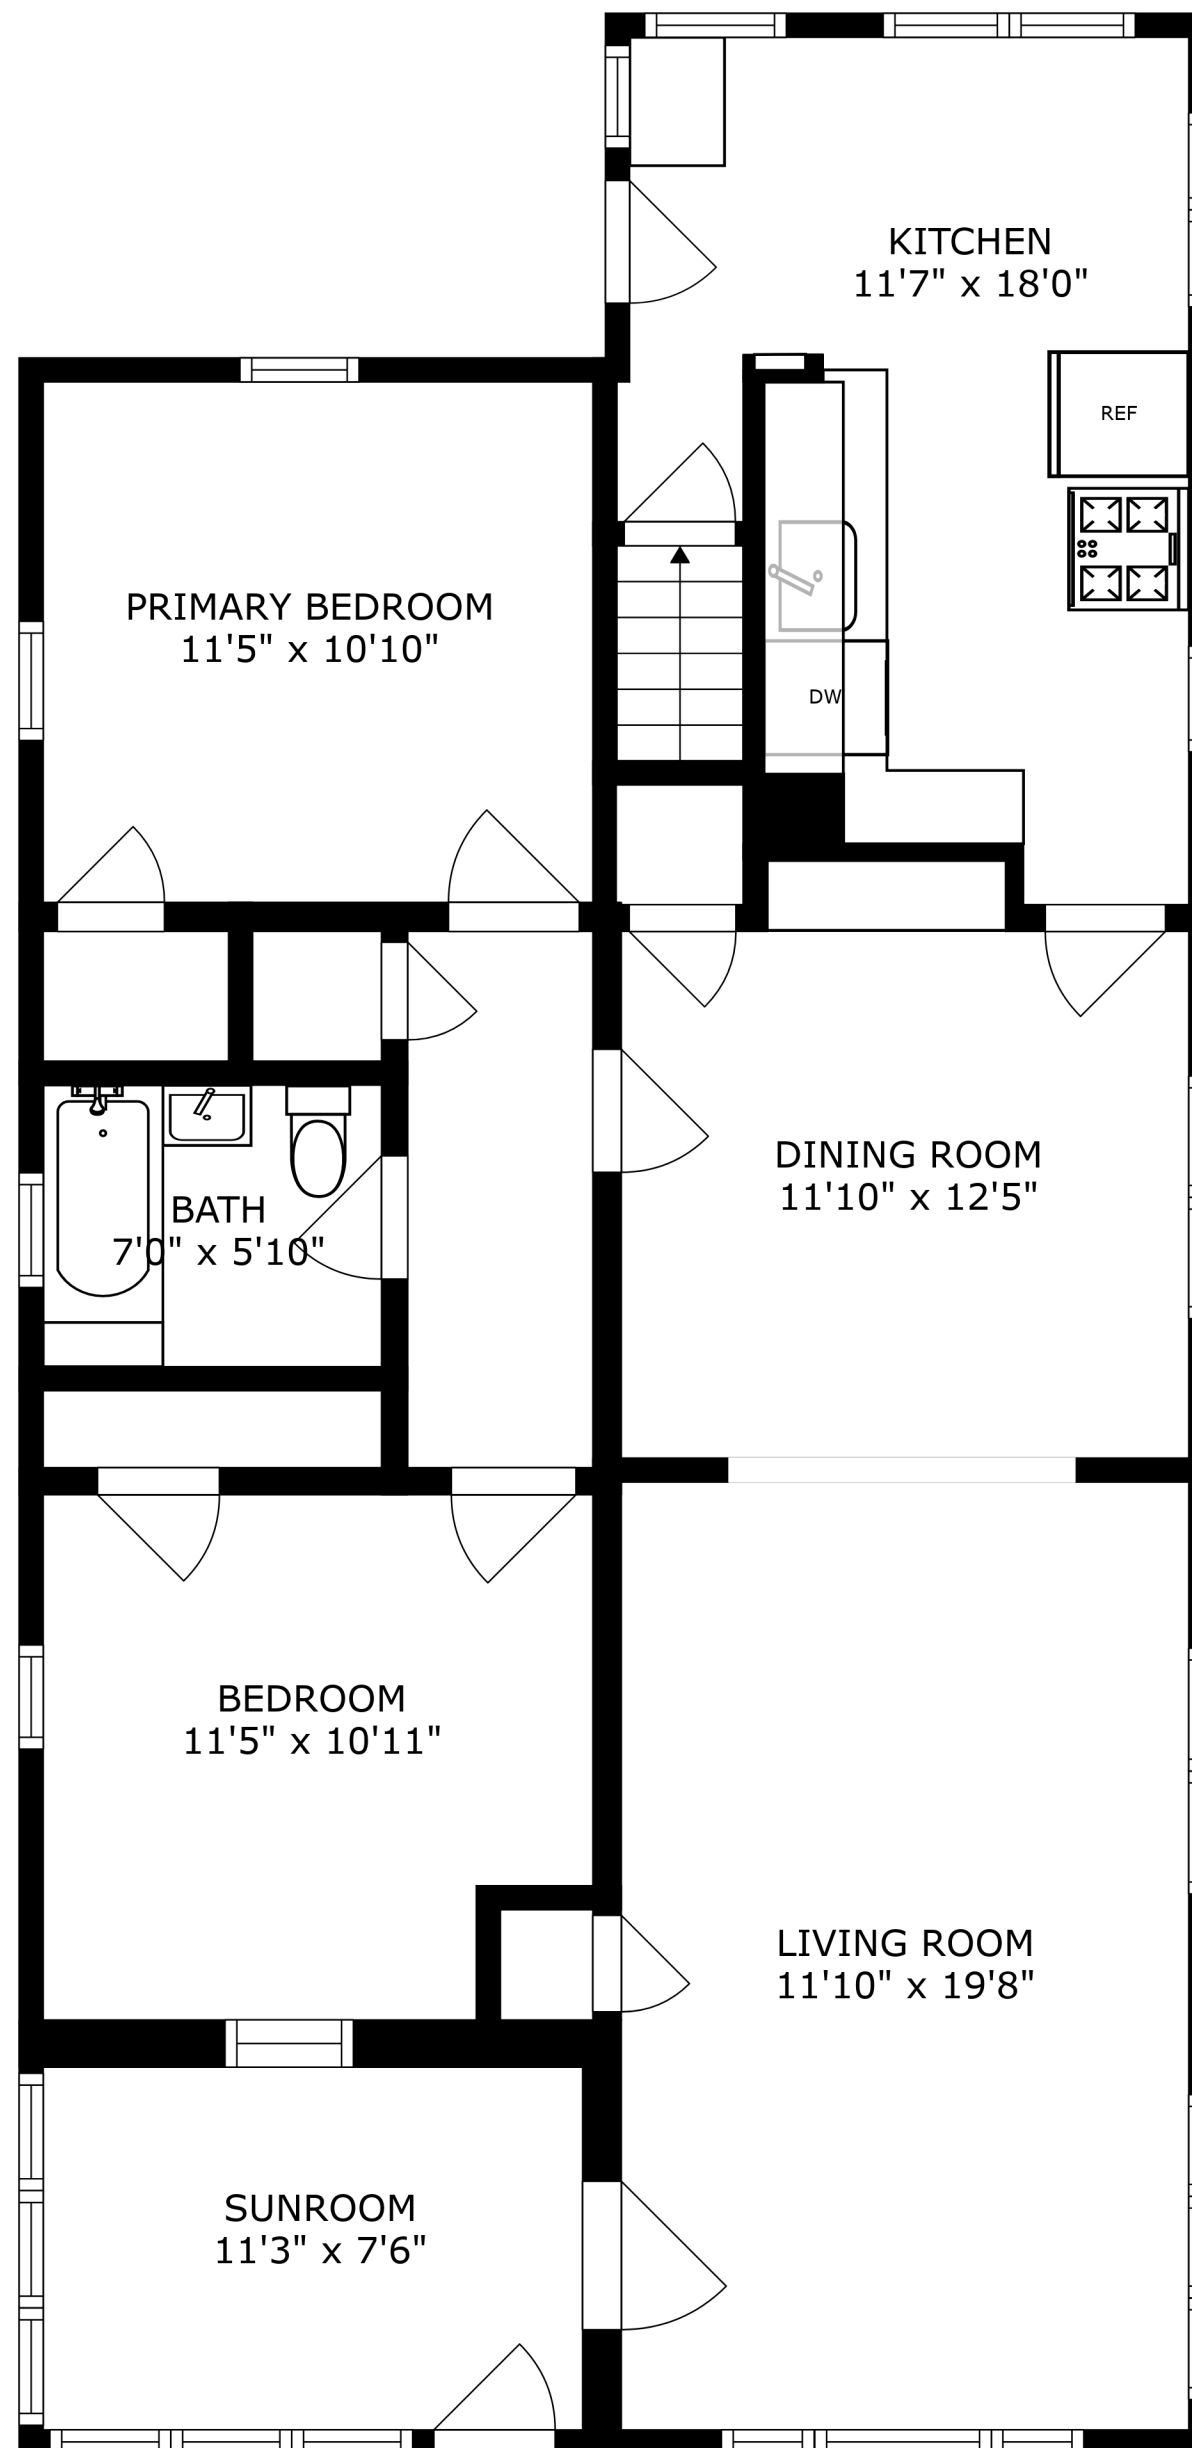 KITCHEN
11'7" x 18'0"
REF
PRIMARY BEDROOM
11'5" x 10'10"
DW
DINING ROOM
11'10" x 12'5"
BATH
7'0" x 5'10"
BEDROOM
11'5" x 10'11"
LIVING ROOM
11'10" x 19'8"
SUNROOM
11'3" x 7'6"